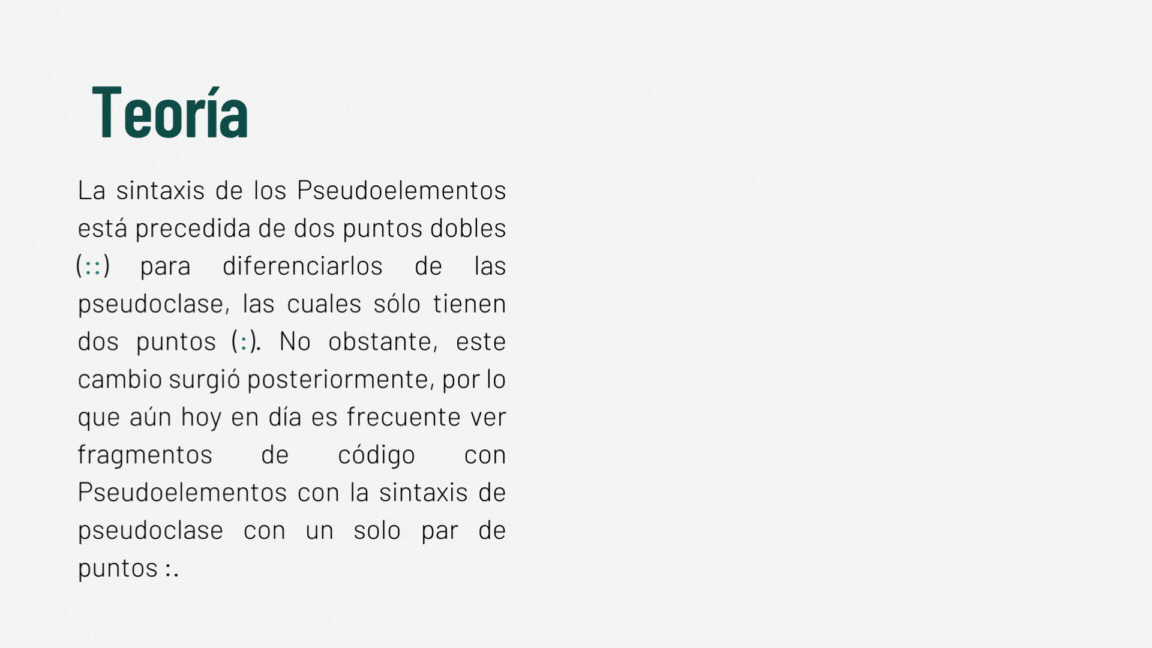 Teoría
La sintaxis de los Pseudoelementos
está precedida de dos puntos dobles
(::) para diferenciarlos de las
pseudoclase, las cuales sólo tienen
dos puntos (:). No obstante, este
cambio surgió posteriormente, por lo
que aún hoy en día es frecuente ver
fragmentos de código con
Pseudoelementos con la sintaxis de
pseudoclase con un solo par de
puntos :.